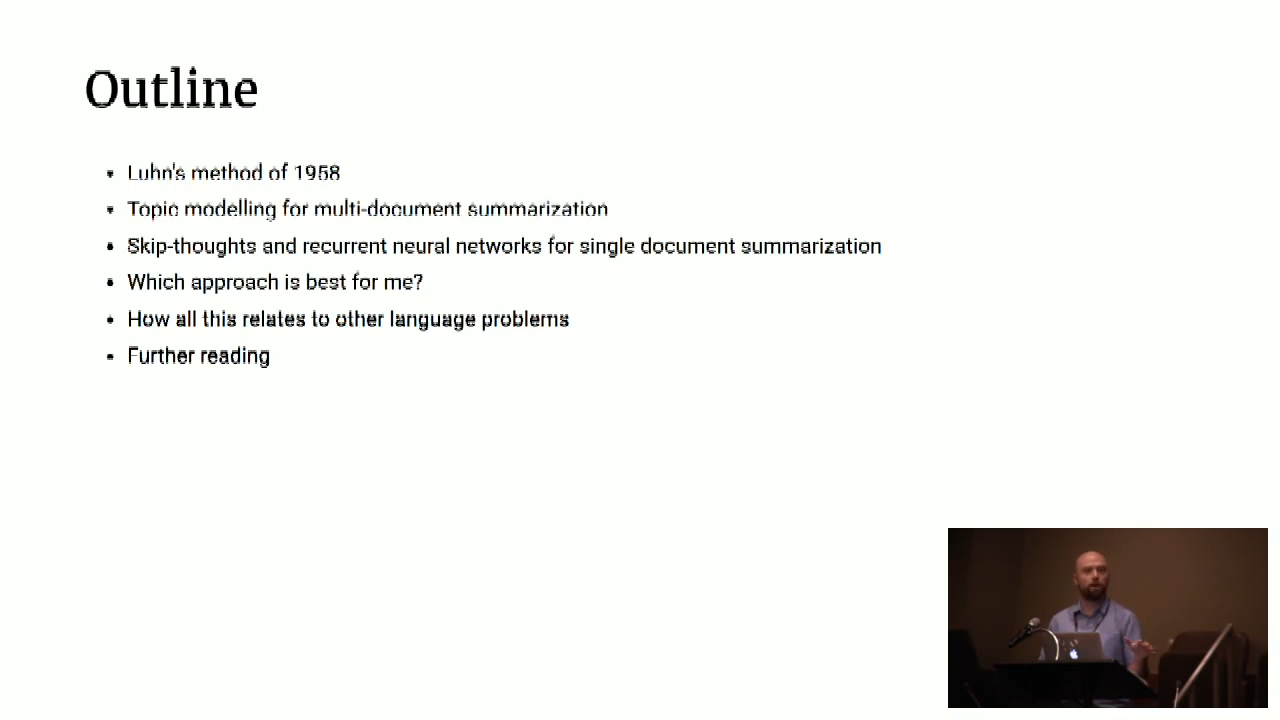 Outline
Luhn's method of 1958
Topic modelling for multi-document summarization
Skip-thoughts and recurrent neural networks for single document summarization
Which approach is best for me?
How all this relates to other language problems
Further reading